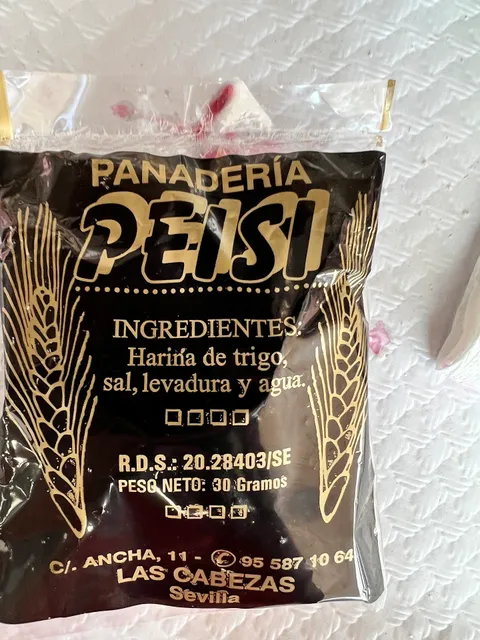 PANADERÍA
PEISI
INGREDIENTES:
Harina de trigo,
sal, levadura y agua.
R.D.S.: 20.28403/SE
PESO NETO: 30 Gramos
C/. ANCHA, 11 - ✆ 95 587 10 64
LAS CABEZAS
Sevilla